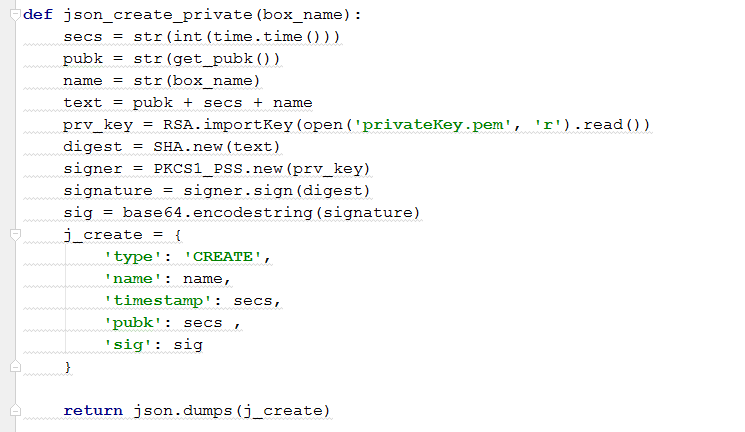 def json_create_private(box_name):
    secs = str(int(time.time()))
    pubk = str(get_pubk())
    name = str(box_name)
    text = pubk + secs + name
    prv_key = RSA.importKey(open('privateKey.pem', 'r').read())
    digest = SHA.new(text)
    signer = PKCS1_PSS.new(prv_key)
    signature = signer.sign(digest)
    sig = base64.encodestring(signature)
    j_create = {
        'type': 'CREATE',
        'name': name,
        'timestamp': secs,
        'pubk': secs ,
        'sig': sig
    }

    return json.dumps(j_create)